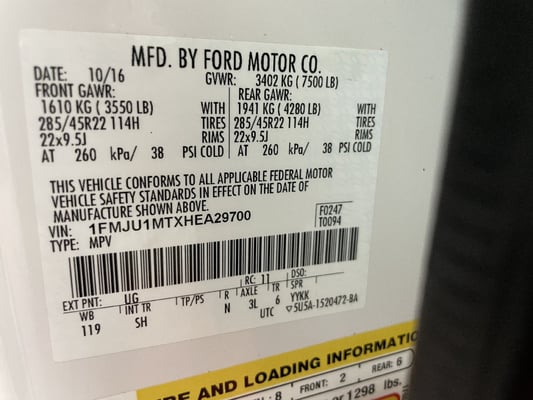 MFD. BY FORD MOTOR CO.
DATE: 10/16 GVWR: 3402 KG ( 7500 LB)
FRONT GAWR: REAR GAWR:
1610 KG ( 3550 LB) WITH 1941 KG ( 4280 LB) WITH
285/45R22 114H TIRES 285/45R22 114H TIRES
22x9.5J RIMS 22x9.5J RIMS
AT 260 kPa/ 38 PSI COLD AT 260 kPa/ 38 PSI COLD
THIS VEHICLE CONFORMS TO ALL APPLICABLE FEDERAL MOTOR
VEHICLE SAFETY STANDARDS IN EFFECT ON THE DATE OF
MANUFACTURE SHOWN ABOVE.
VIN: 1FMJU1MTXHEA29700 F0247
TYPE: MPV T0094
EXT PNT: UG RC: 11 DSO:
WB INT TR TP/PS R AXLE TR SPR
119 SH N 3L 6 YYKK
UTC ▽5U5A-1520472-BA
RE AND LOADING INFORMATIO
: 8 FRONT: 2 REAR: 6
or 1298 lbs.